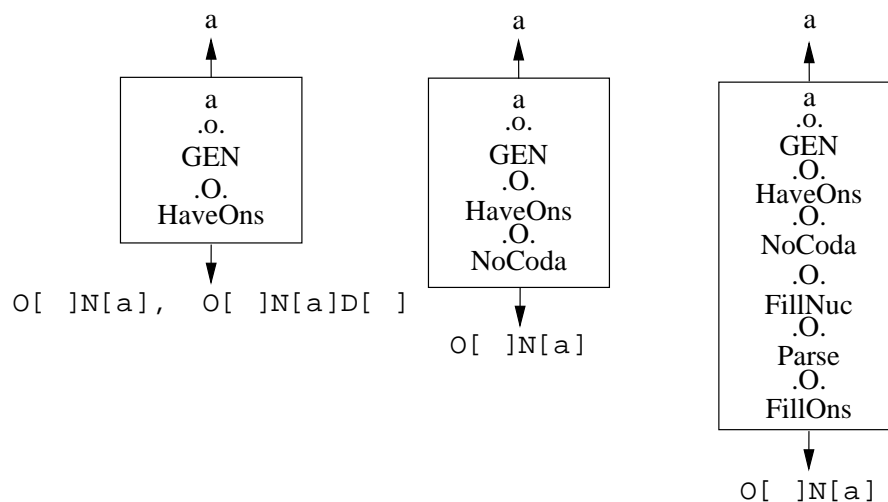 a
a
.o.
GEN
.O.
HaveOns
O[ ]N[a], O[ ]N[a]D[ ]
a
a
.o.
GEN
.O.
HaveOns
.O.
NoCoda
O[ ]N[a]
a
a
.o.
GEN
.O.
HaveOns
.O.
NoCoda
.O.
FillNuc
.O.
Parse
.O.
FillOns
O[ ]N[a]